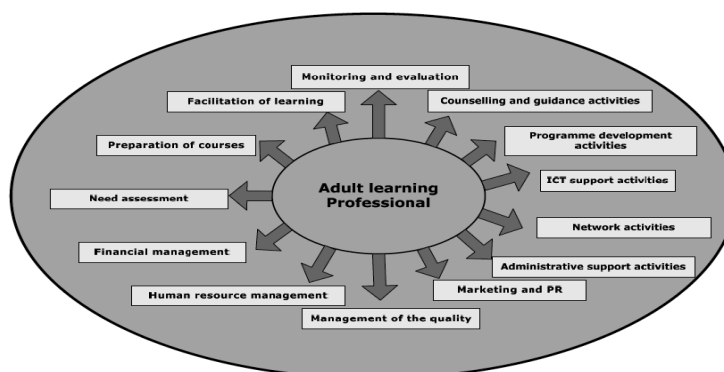 Monitoring and evaluation
Facilitation of learning
Counselling and guidance activities
Preparation of courses
Programme development
activities
Adult learning
Professional
ICT support activities
Need assessment
Network activities
Financial management
Administrative support activities
Human resource management
Marketing and PR
Management of the quality